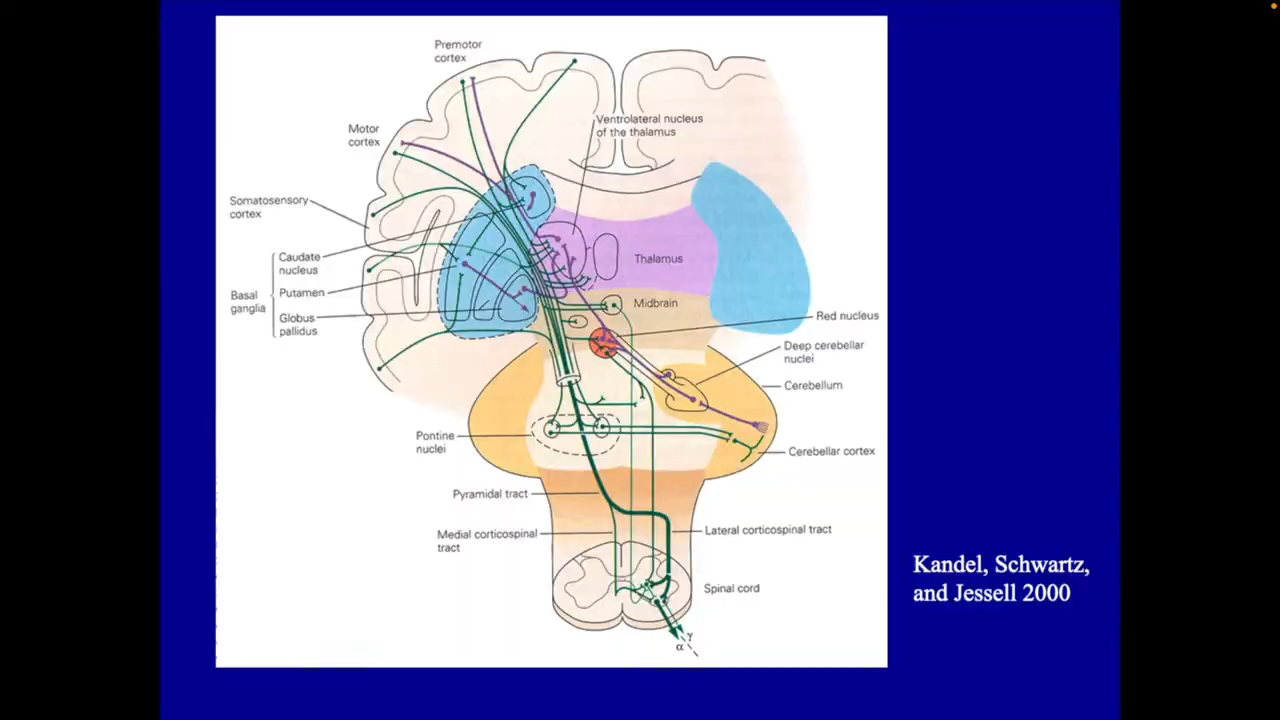 Premotor
cortex
Ventrolateral nucleus
of the thalamus
Motor
cortex
Somatosensory
cortex
Caudate
nucleus
Basal
ganglia
Putamen
Globus
pallidus
Thalamus
Midbrain
Red nucleus
Deep cerebellar
nuclei
Cerebellum
Pontine
nuclei
Cerebellar cortex
Pyramidal tract
Medial corticospinal
tract
Lateral corticospinal tract
Spinal cord
γ
α
Kandel, Schwartz,
and Jessell 2000